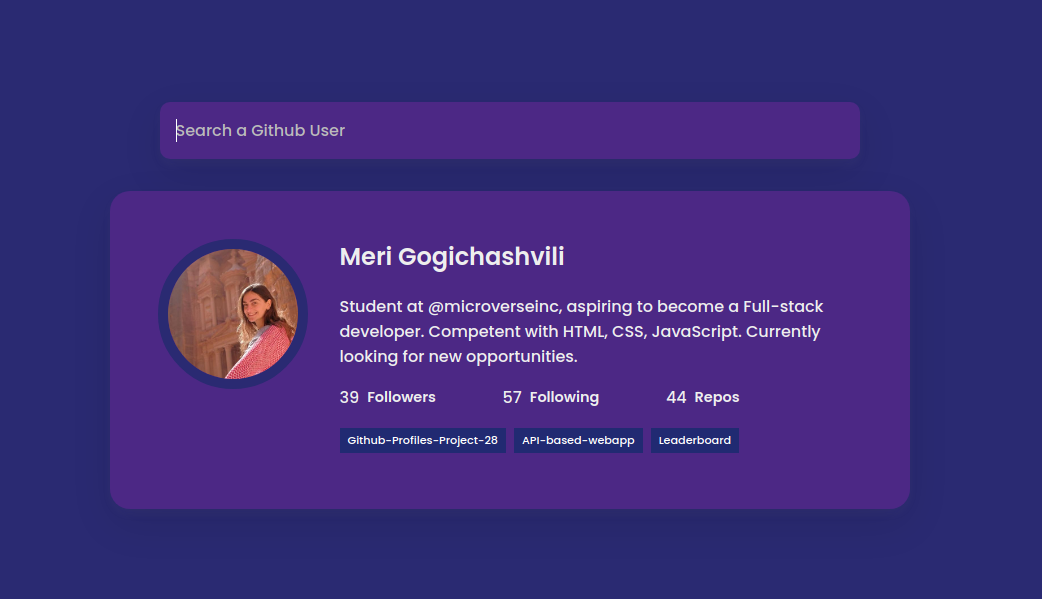 Search a Github User
Meri Gogichashvili
Student at @microverseinc, aspiring to become a Full-stack
developer. Competent with HTML, CSS, JavaScript. Currently
looking for new opportunities.
39 Followers 57 Following 44 Repos
Github-Profiles-Project-28 API-based-webapp Leaderboard